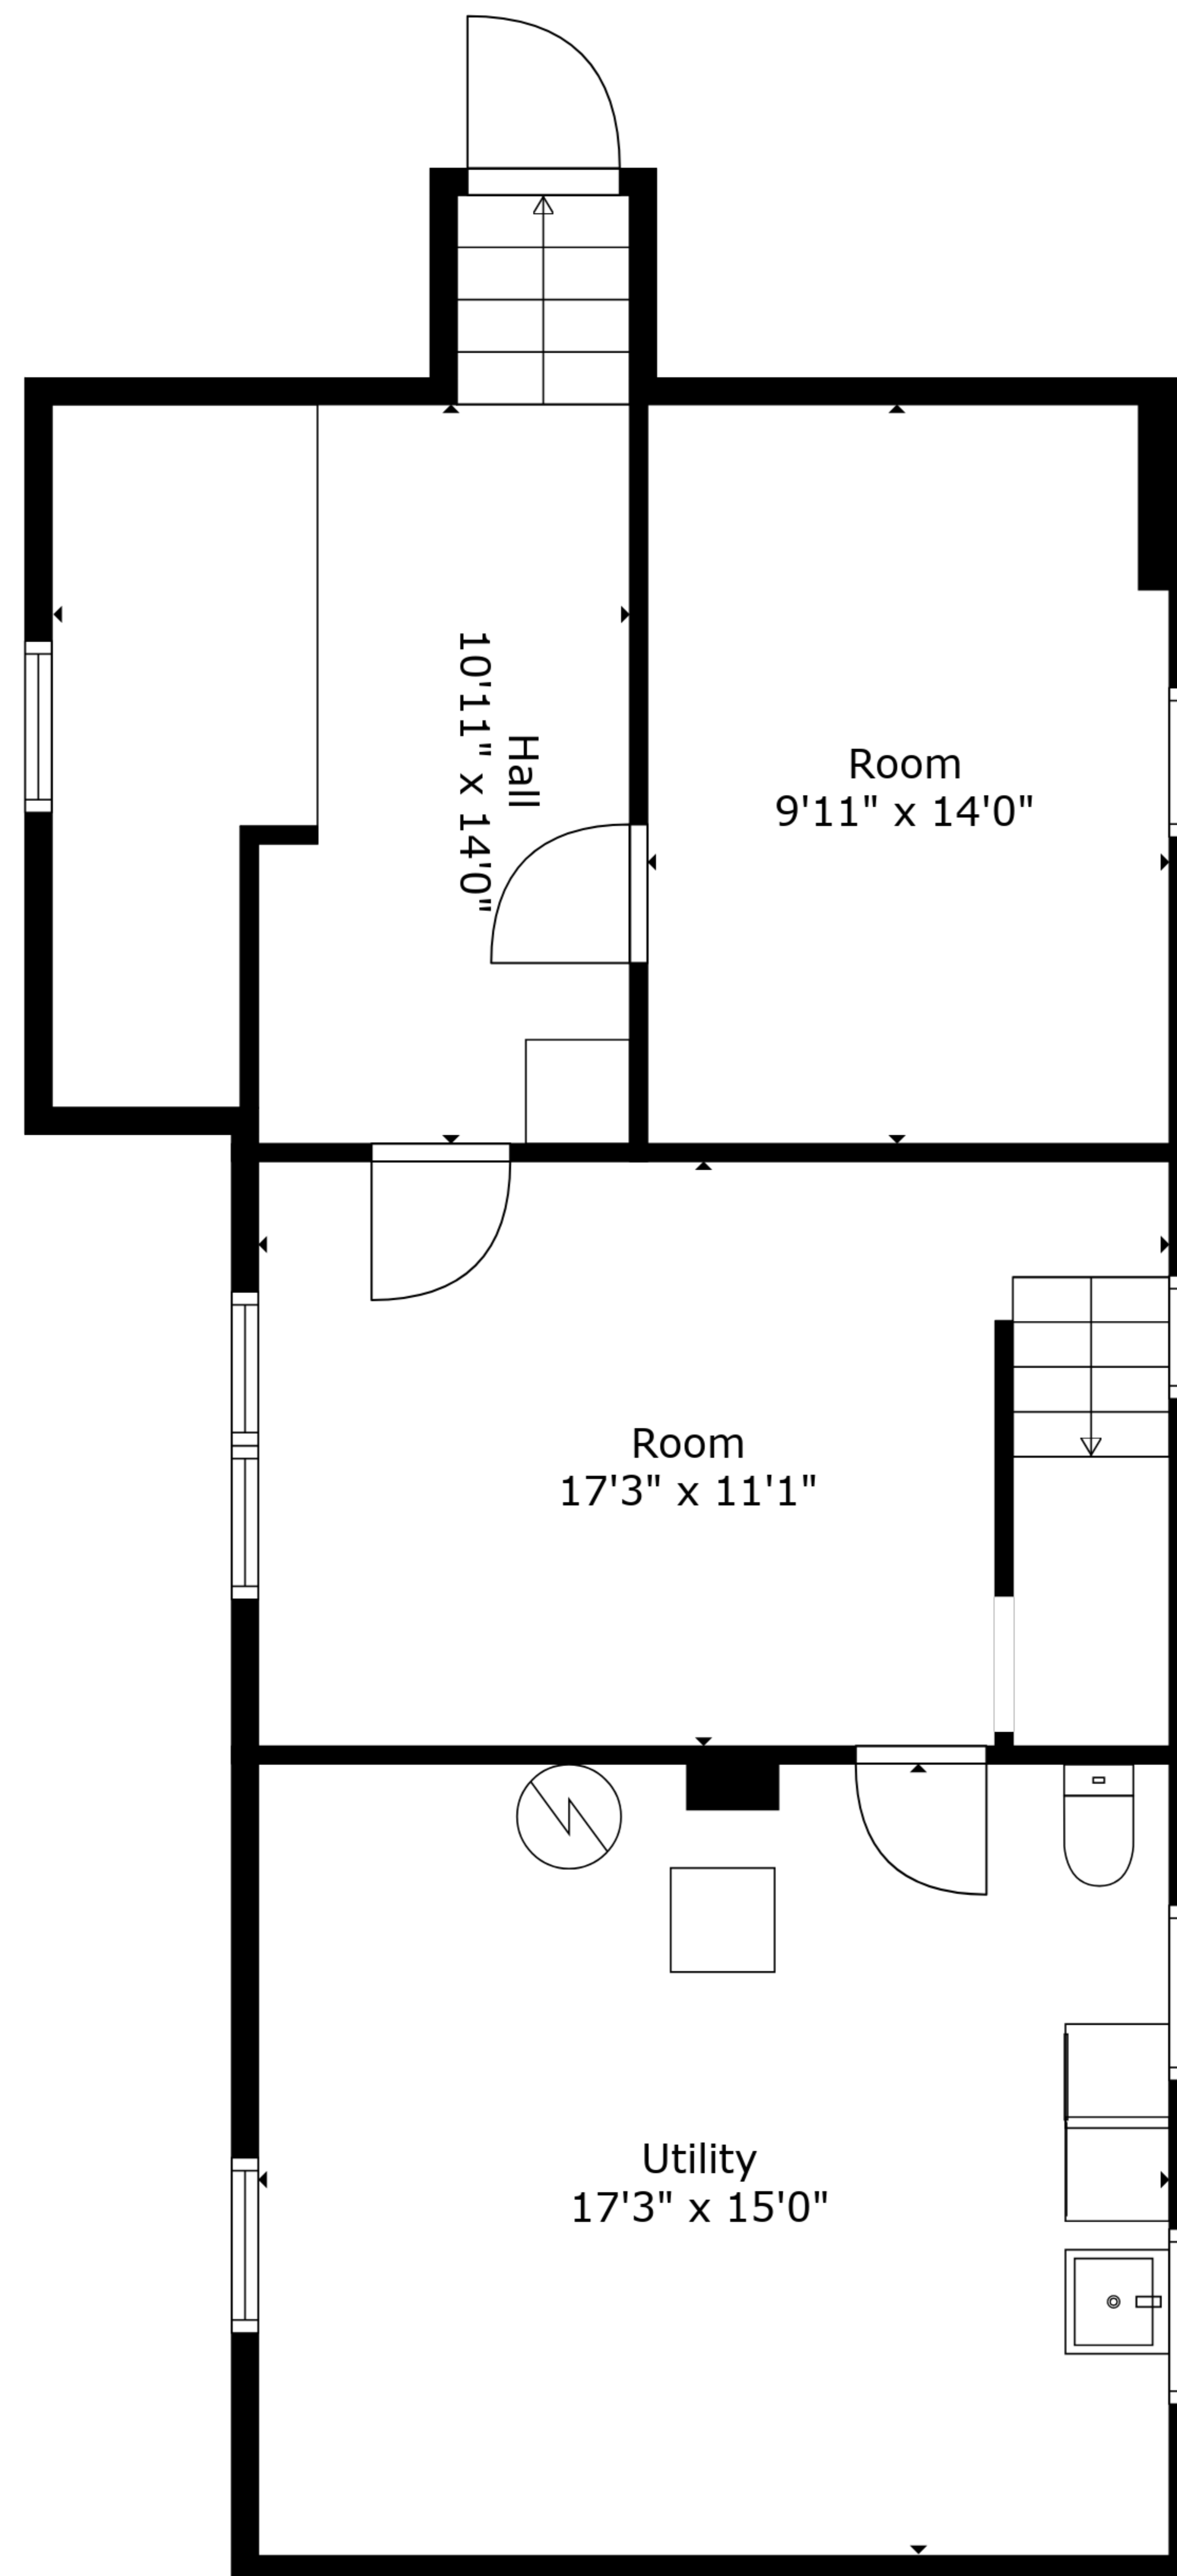 Hall
10'11" x 14'0"
Room
9'11" x 14'0"
Room
17'3" x 11'1"
Utility
17'3" x 15'0"